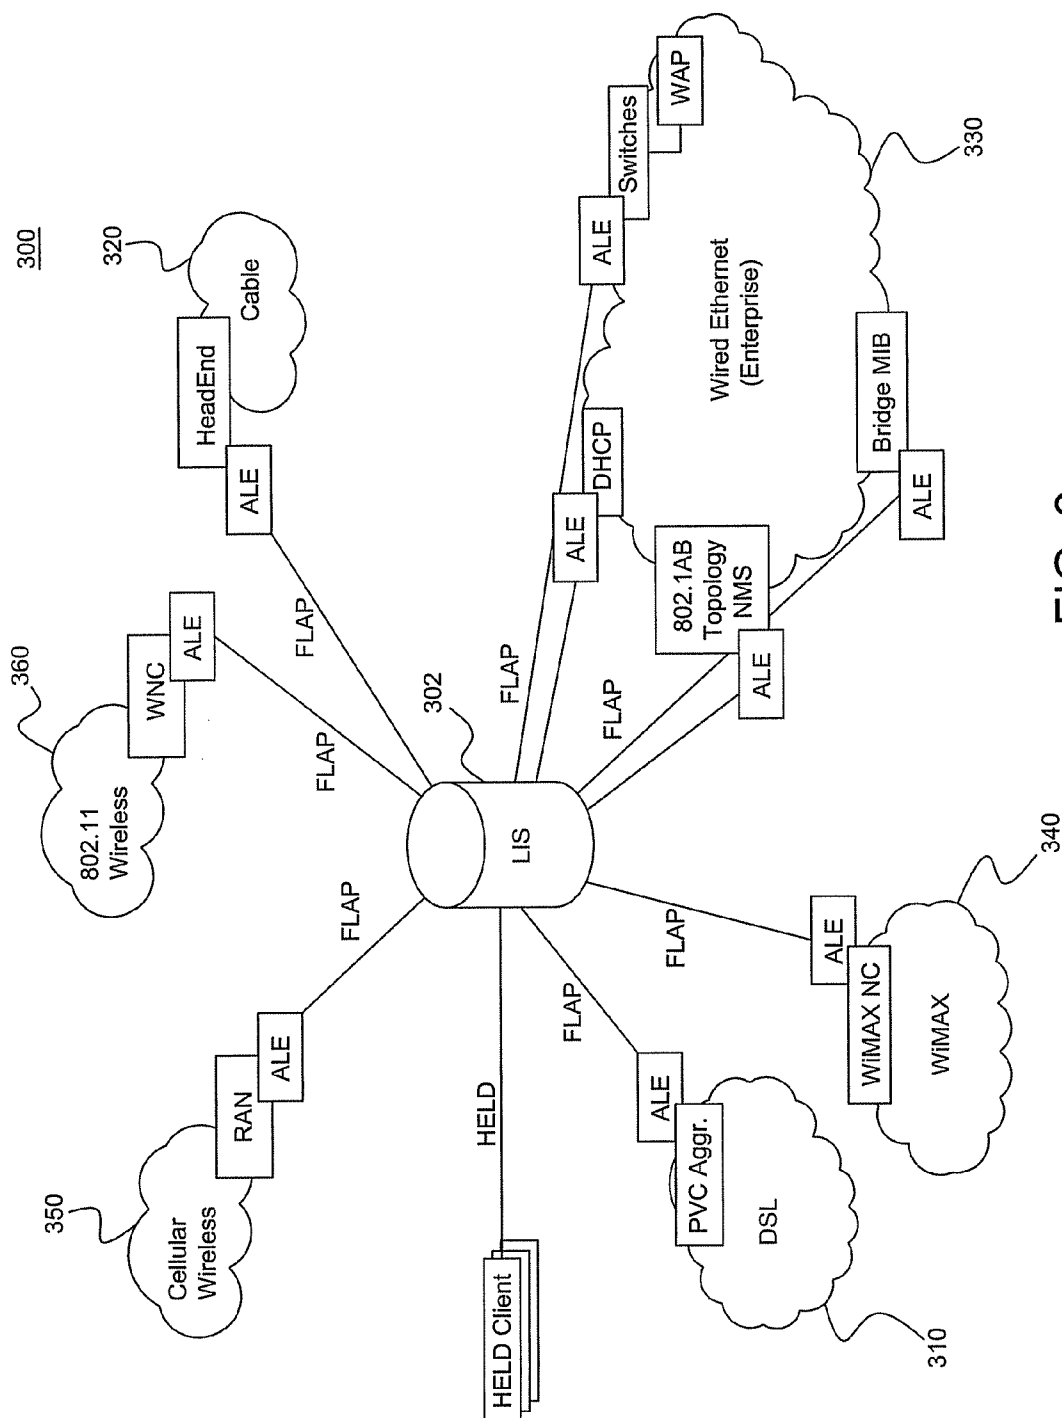 300
360
350
802.11
Wireless
320
Cellular
Wireless
WNC
ALE
HeadEnd
Cable
RAN
ALE
ALE
FLAP
FLAP
FLAP
302
HELD Client
HELD
LIS
FLAP
FLAP
ALE
Switches
WAP
ALE
DHCP
FLAP
ALE
PVC Aggr.
DSL
310
FLAP
ALE
WiMAX NC
WiMAX
340
802.1AB
Topology
NMS
ALE
Wired Ethernet
(Enterprise)
Bridge MIB
ALE
330
FIG.